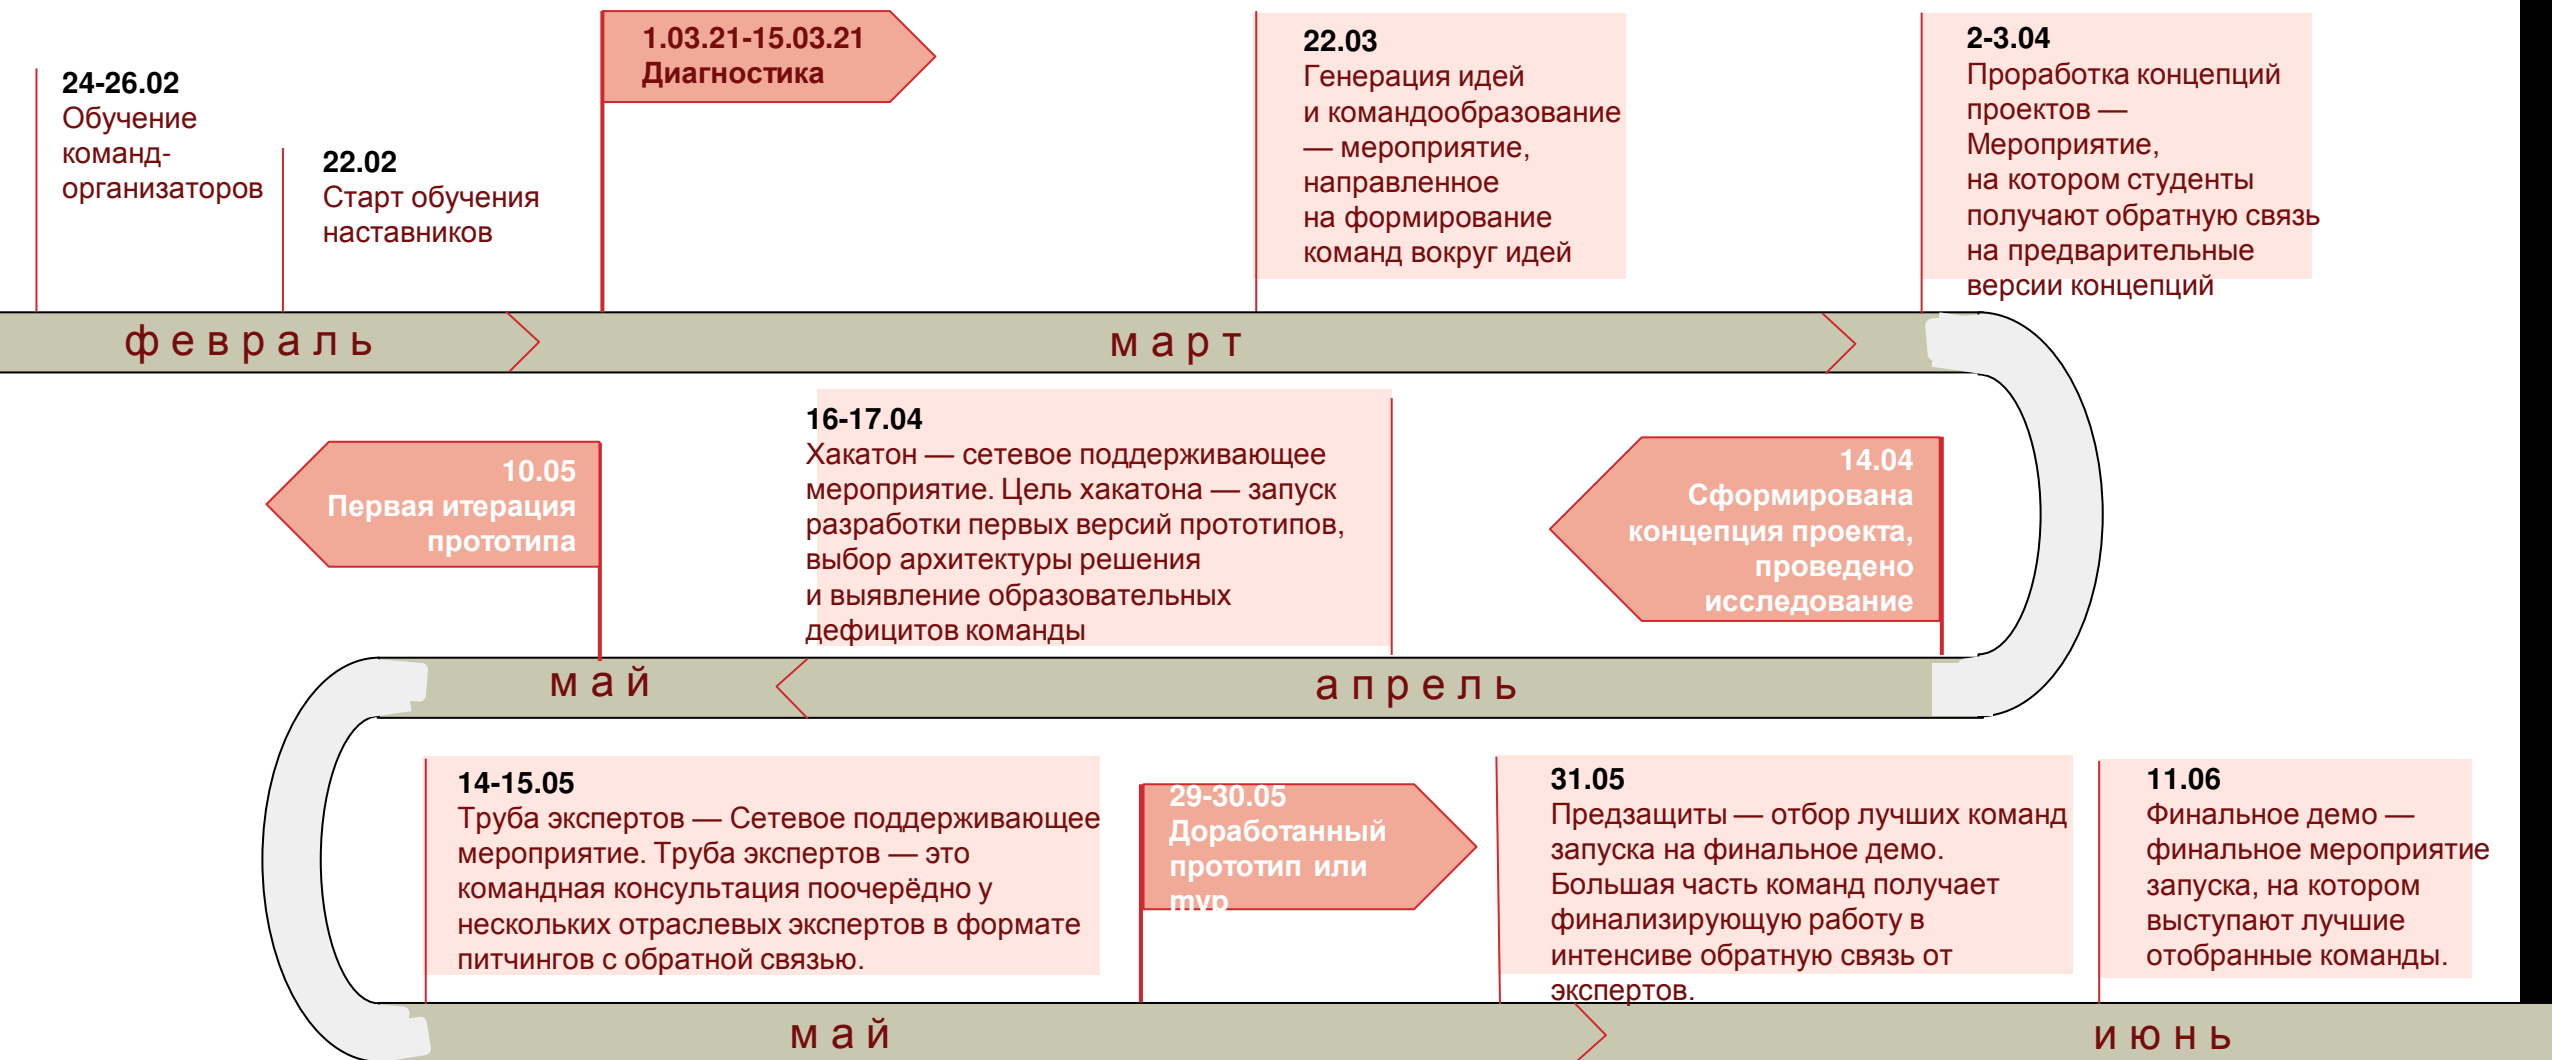 24-26.02
Обучение
команд-
организаторов
22.02
Старт обучения
наставников
1.03.21-15.03.21
Диагностика
22.03
Генерация идей
и командообразование
— мероприятие,
направленное
на формирование
команд вокруг идей
2-3.04
Проработка концепций
проектов —
Мероприятие,
на котором студенты
получают обратную связь
на предварительные
версии концепций
февраль
март
10.05
Первая итерация
прототипа
16-17.04
Хакатон — сетевое поддерживающее
мероприятие. Цель хакатона — запуск
разработки первых версий прототипов,
выбор архитектуры решения
и выявление образовательных
дефицитов команды
14.04
Сформирована
концепция проекта,
проведено
исследование
май
апрель
14-15.05
Труба экспертов — Сетевое поддерживающее
мероприятие. Труба экспертов — это
командная консультация поочерёдно у
нескольких отраслевых экспертов в формате
питчингов с обратной связью.
29-30.05
Доработанный
прототип или
mvp
31.05
Предзащиты — отбор лучших команд
запуска на финальное демо.
Большая часть команд получает
финализирующую работу в
интенсиве обратную связь от
экспертов.
11.06
Финальное демо —
финальное мероприятие
запуска, на котором
выступают лучшие
отобранные команды.
май
июнь